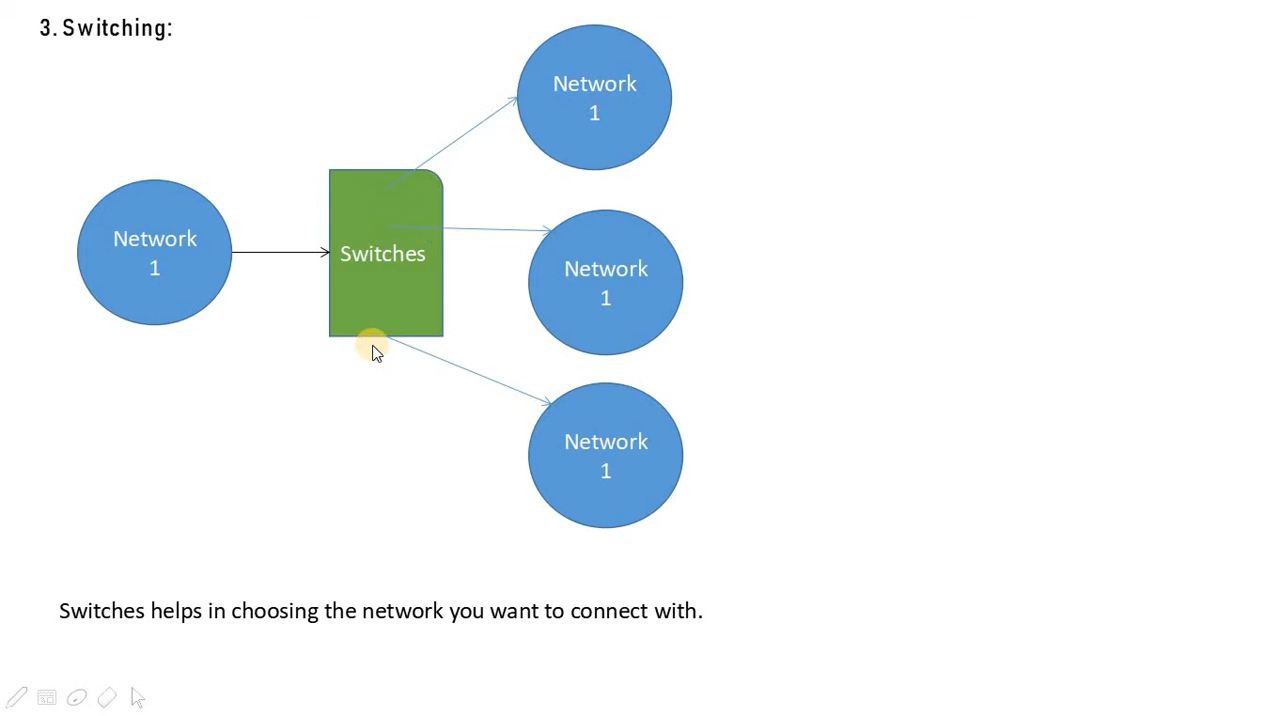 3. Switching:
Network
1
Network
1
Switches
Network
1
Network
1
Switches helps in choosing the network you want to connect with.